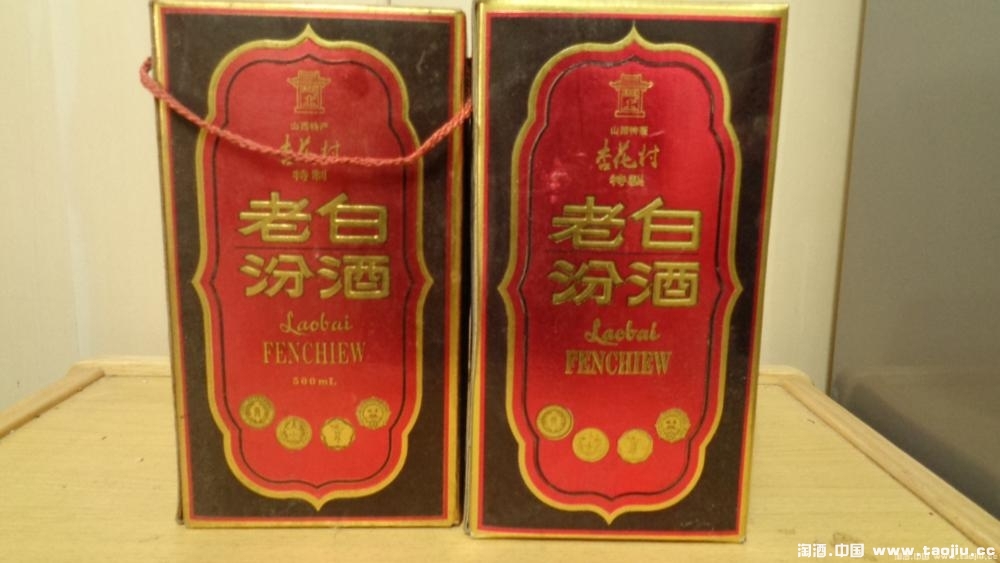 山西特产
杏花村
特制
老白
汾酒
Laobai
FENCHIEW
500mL
山西特产
杏花村
特制
老白
汾酒
Laobai
FENCHIEW
淘酒.中国 www.taojiu.cc